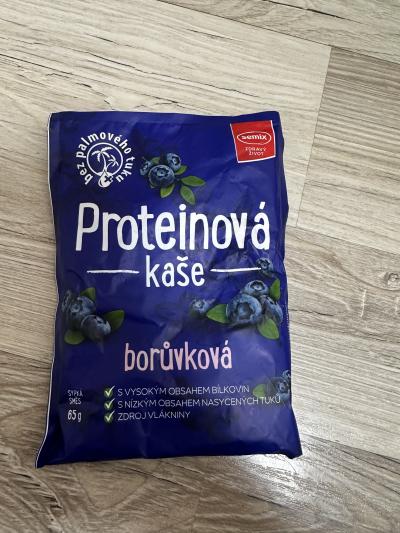 bez palmového tuku
semix
ZDRAVÝ
ŽIVOT
Proteinová
kaše
borůvková
SYPKÁ
SMĚS
65 g
S VYSOKÝM OBSAHEM BÍLKOVIN
S NÍZKÝM OBSAHEM NASYCENÝCH TUKŮ
ZDROJ VLÁKNINY